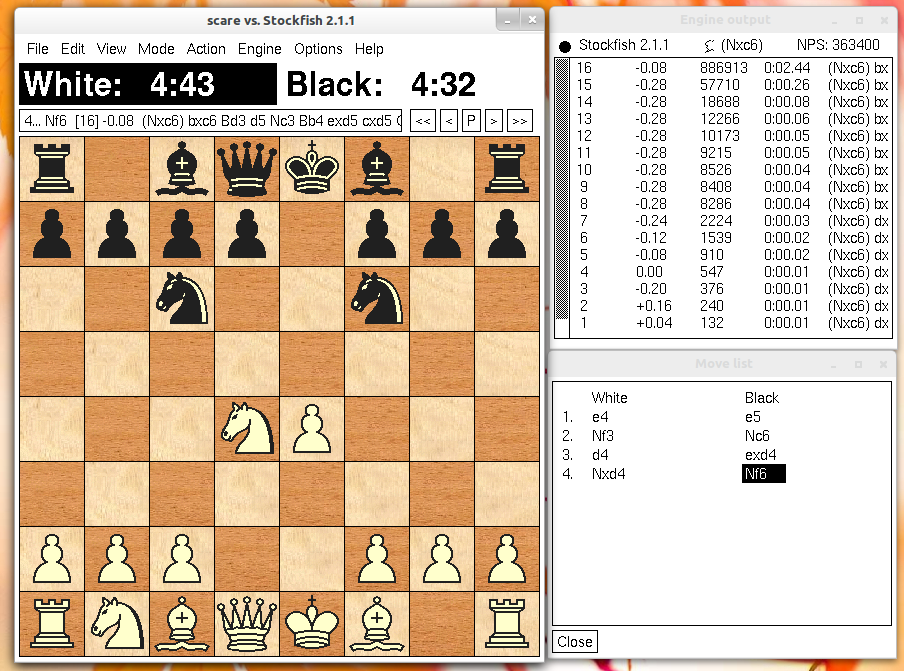 scare vs. Stockfish 2.1.1
File Edit View Mode Action Engine Options Help
White: 4:43 Black: 4:32
4... Nf6 [16] -0.08 (Nxc6) bxc6 Bd3 d5 Nc3 Bb4 exd5 cxd5
<< < P > >>
Engine output
Stockfish 2.1.1 (Nxc6) NPS: 363400
16 -0.08 886913 0:02.44 (Nxc6) bx
15 -0.28 57710 0:00.26 (Nxc6) bx
14 -0.28 18688 0:00.08 (Nxc6) bx
13 -0.28 12266 0:00.06 (Nxc6) bx
12 -0.28 10173 0:00.05 (Nxc6) bx
11 -0.28 9215 0:00.05 (Nxc6) bx
10 -0.28 8526 0:00.04 (Nxc6) bx
9 -0.28 8408 0:00.04 (Nxc6) bx
8 -0.28 8286 0:00.04 (Nxc6) bx
7 -0.24 2224 0:00.03 (Nxc6) dx
6 -0.12 1539 0:00.02 (Nxc6) dx
5 -0.08 910 0:00.02 (Nxc6) dx
4 0.00 547 0:00.01 (Nxc6) dx
3 -0.20 376 0:00.01 (Nxc6) dx
2 +0.16 240 0:00.01 (Nxc6) dx
1 +0.04 132 0:00.01 (Nxc6) dx
Move list
White Black
1. e4 e5
2. Nf3 Nc6
3. d4 exd4
4. Nxd4 Nf6
Close